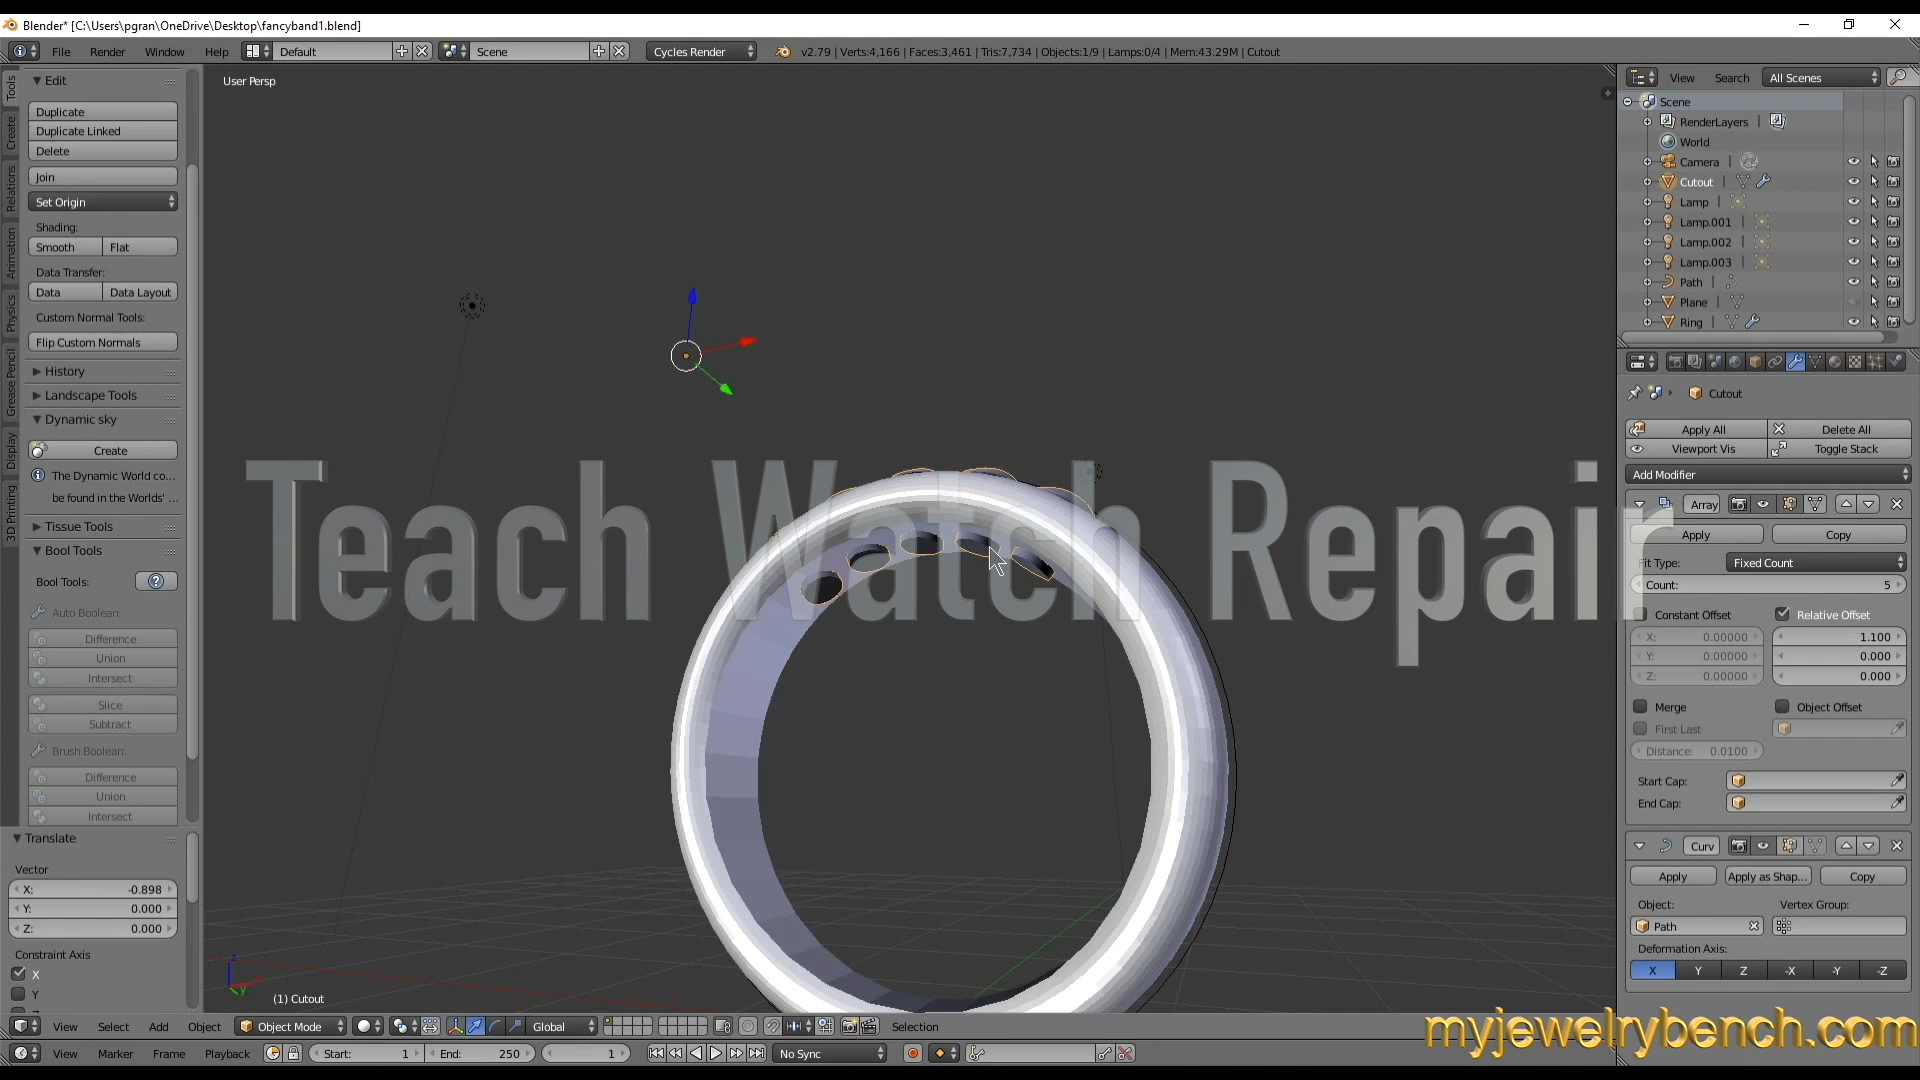 Blender* [C:\Users\pgran\OneDrive\Desktop\fancyband1.blend]
File Render Window Help Default Scene Cycles Render v2.79 | Verts:4,166 | Faces:3,461 | Tris:7,734 | Objects:1/9 | Lamps:0/4 | Mem:43.29M | Cutout
Tools
Create
Relations
Animation
Physics
Grease Pencil
Display
3D Printing
Edit
Duplicate
Duplicate Linked
Delete
Join
Set Origin
Shading:
Smooth Flat
Data Transfer:
Data Data Layout
Custom Normal Tools:
Flip Custom Normals
History
Landscape Tools
Dynamic sky
Create
The Dynamic World co...
be found in the Worlds' ...
Tissue Tools
Bool Tools
Bool Tools:
Auto Boolean:
Difference
Union
Intersect
Slice
Subtract
Brush Boolean:
Difference
Union
Intersect
Translate
Vector
X: -0.898
Y: 0.000
Z: 0.000
Constraint Axis
X
Y
User Persp
Teach Watch Repair
(1) Cutout
View Search All Scenes
Scene
RenderLayers
World
Camera
Cutout
Lamp
Lamp.001
Lamp.002
Lamp.003
Path
Plane
Ring
Cutout
Apply All Delete All
Viewport Vis Toggle Stack
Add Modifier
Array
Apply Copy
Fit Type: Fixed Count
Count: 5
Constant Offset Relative Offset
X: 0.00000 1.100
Y: 0.00000 0.000
Z: 0.00000 0.000
Merge Object Offset
First Last
Distance: 0.0100
Start Cap:
End Cap:
Curv
Apply Apply as Shap... Copy
Object: Vertex Group:
Path
Deformation Axis:
X Y Z -X -Y -Z
myjewelrybench.com
View Select Add Object Object Mode Global Selection
View Marker Frame Playback Start: 1 End: 250 1 No Sync